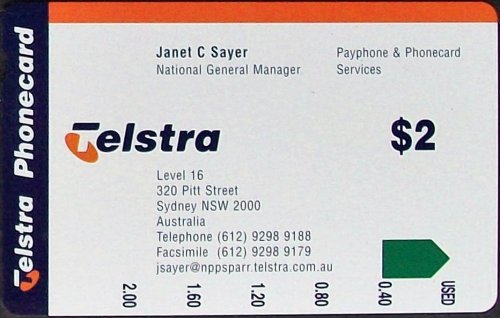 Telstra Phonecard
Janet C Sayer
National General Manager
Payphone & Phonecard
Services
Telstra
$2
Level 16
320 Pitt Street
Sydney NSW 2000
Australia
Telephone (612) 9298 9188
Facsimile (612) 9298 9179
jsayer@nppsparr.telstra.com.au
2.00
1.60
1.20
0.80
0.40
USED